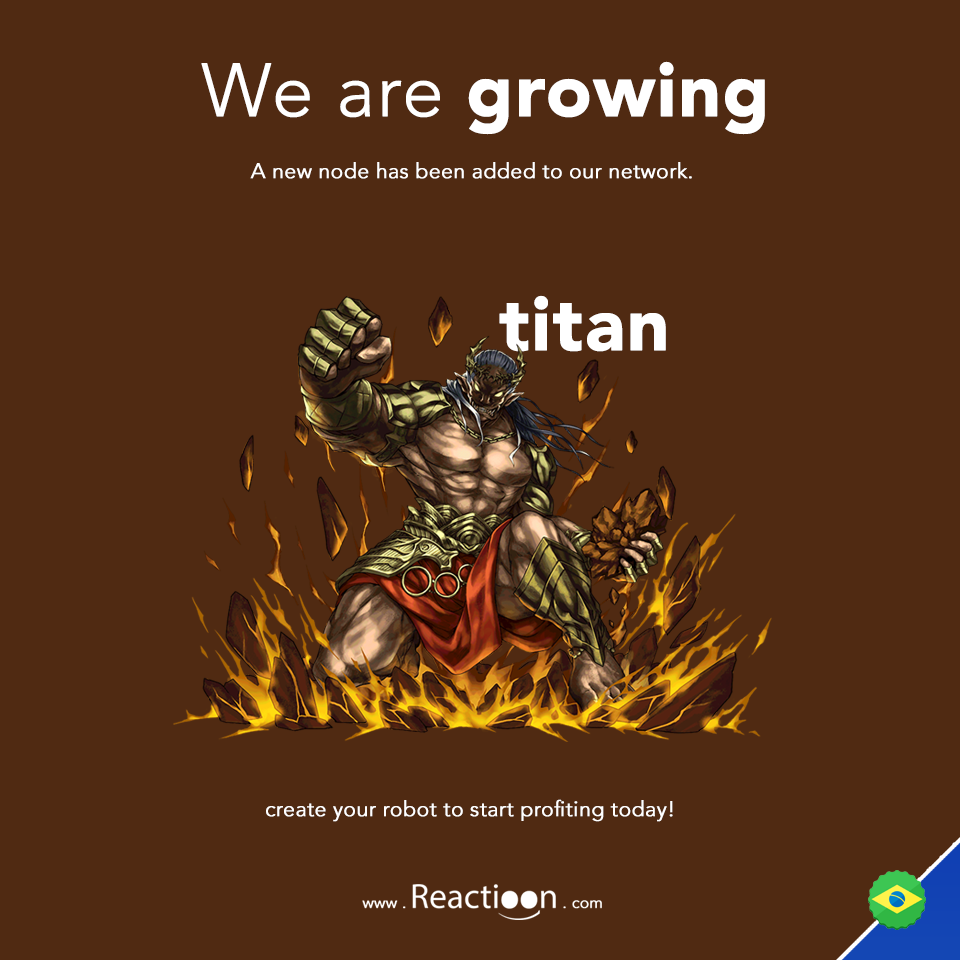 We are growing
A new node has been added to our network.
titan
create your robot to start profiting today!
www . Reactioon . com